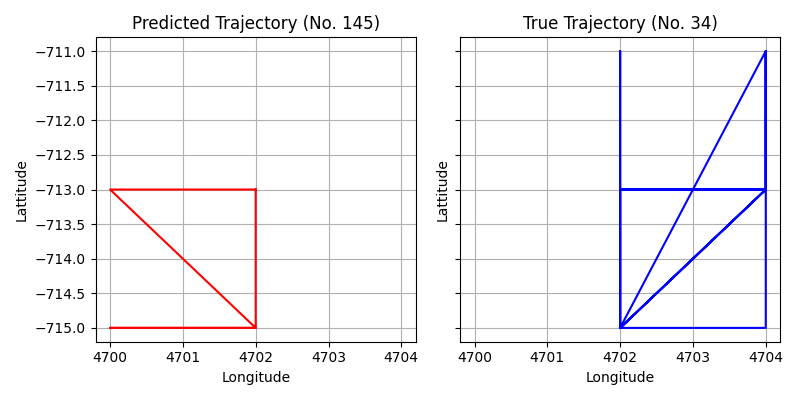 Predicted Trajectory (No. 145)
True Trajectory (No. 34)
−711.0
−711.5
−712.0
−712.5
−713.0
−713.5
−714.0
−714.5
−715.0
Lattitude
Lattitude
4700 4701 4702 4703 4704
4700 4701 4702 4703 4704
Longitude
Longitude